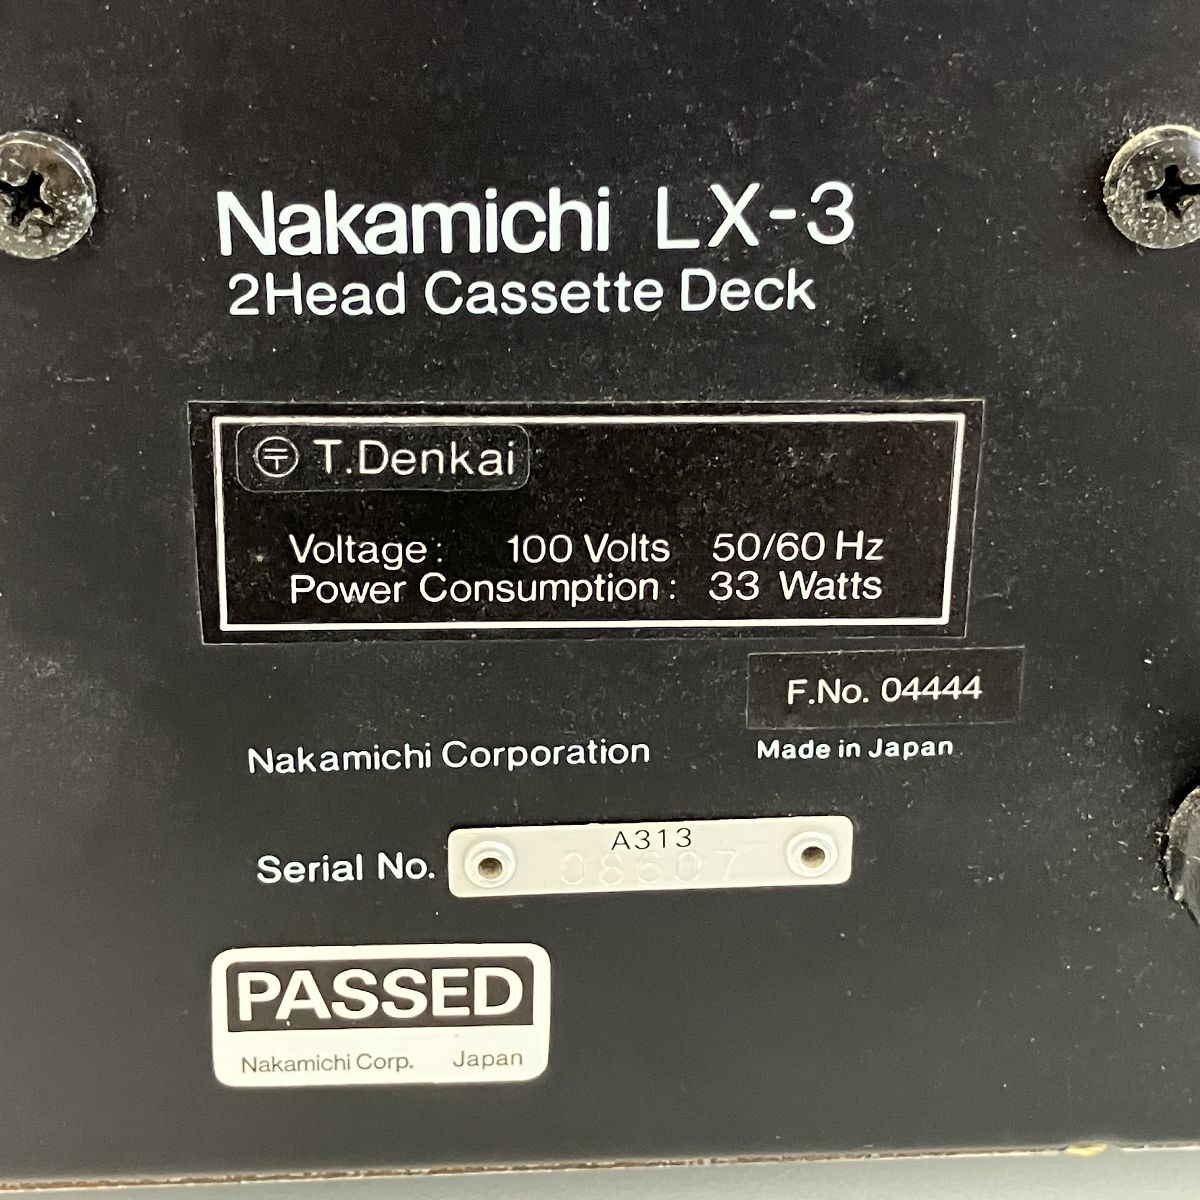 Nakamichi LX-3
2Head Cassette Deck
〶 T.Denkai
Voltage: 100 Volts 50/60 Hz
Power Consumption: 33 Watts
F.No. 04444
Nakamichi Corporation Made in Japan
Serial No. A313
08607
PASSED
Nakamichi Corp. Japan